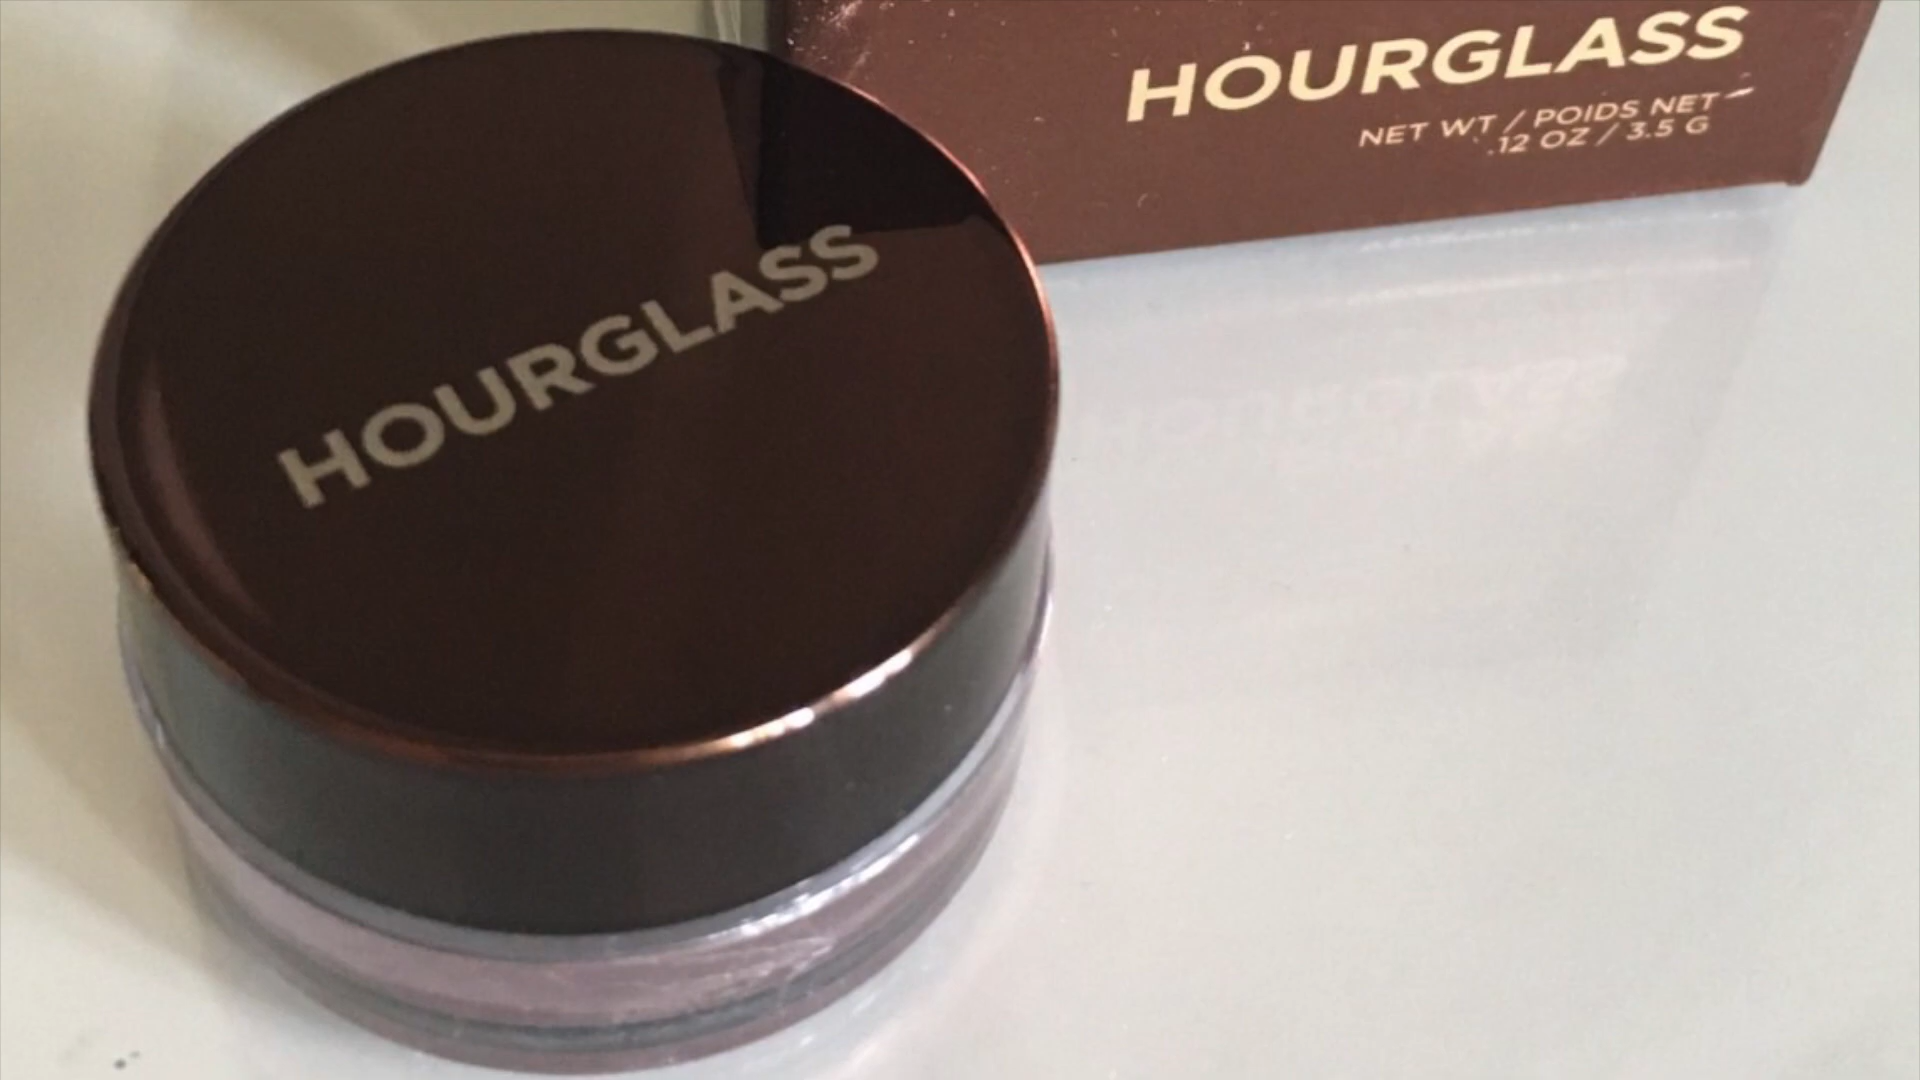 HOURGLASS
NET WT / POIDS NET
.12 OZ / 3.5 G
HOURGLASS